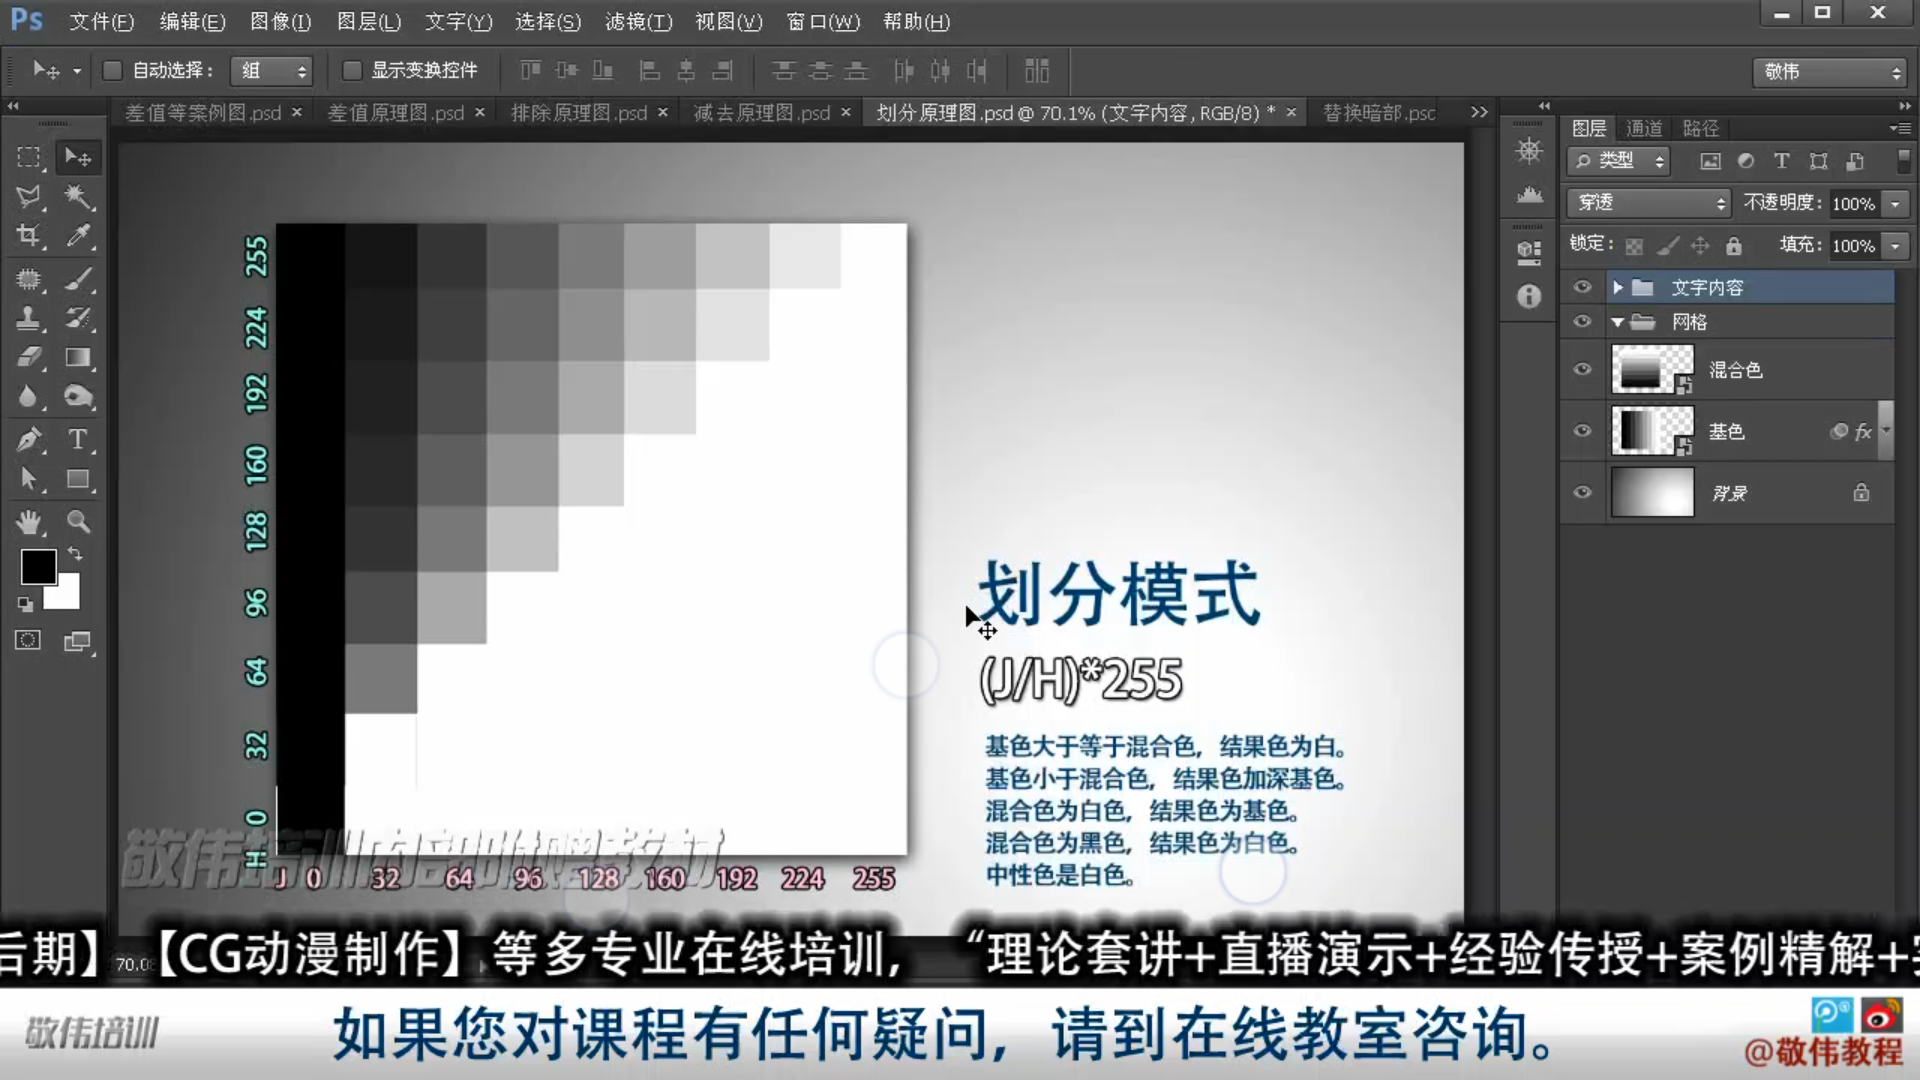 Ps 文件(F) 编辑(E) 图像(I) 图层(L) 文字(Y) 选择(S) 滤镜(T) 视图(V) 窗口(W) 帮助(H)
自动选择： 组 显示变换控件 敬伟
差值等案例图.psd × 差值原理图.psd × 排除原理图.psd × 减去原理图.psd × 划分原理图.psd @ 70.1% (文字内容, RGB/8) * × 替换暗部.psc
图层 通道 路径
类型
穿透 不透明度： 100%
锁定： 填充： 100%
文字内容
网格
混合色
基色 fx
背景
255
224
192
160
128
96
64
32
0
H
J 0 32 64 96 128 160 192 224 255
划分模式
(J/H)*255
基色大于等于混合色，结果色为白。
基色小于混合色，结果色加深基色。
混合色为白色，结果色为基色。
混合色为黑色，结果色为白色。
中性色是白色。
敬伟培训内部附赠教材
后期】 【CG动漫制作】等多专业在线培训， “理论套讲+直播演示+经验传授+案例精解+
敬伟培训
如果您对课程有任何疑问，请到在线教室咨询。
@敬伟教程